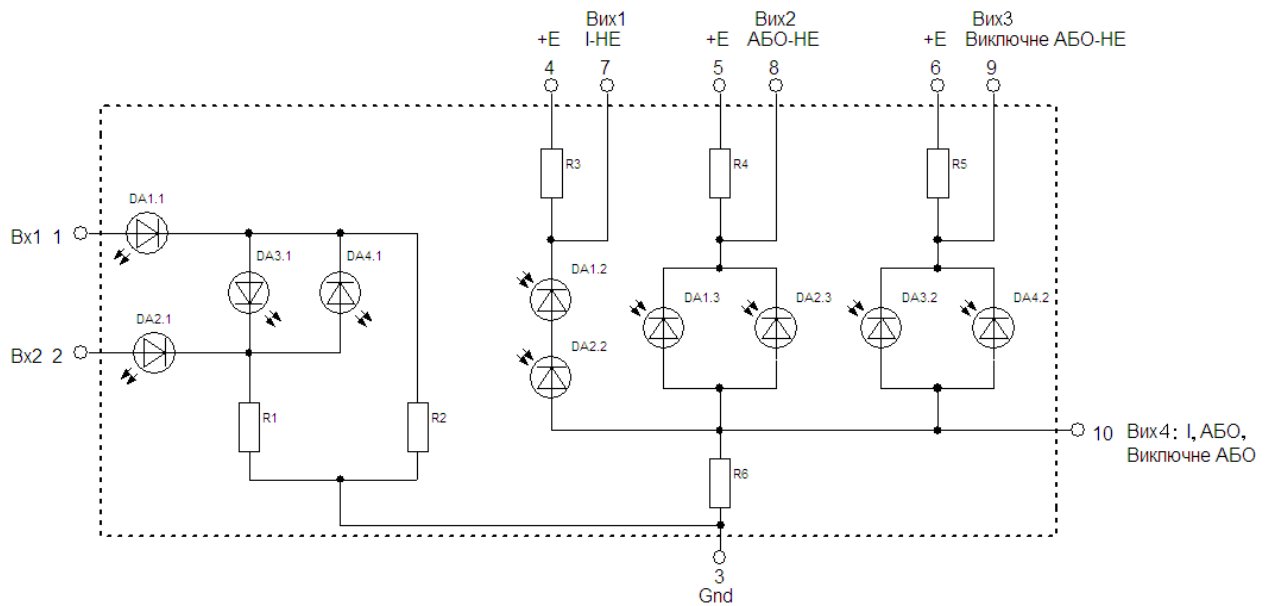 Вих1
Вих2
Вих3
+E
І-НЕ
+E
АБО-НЕ
+E
Виключне АБО-НЕ
4
7
5
8
6
9
R3
R4
R5
DA1.1
Вх1 1
DA3.1
DA4.1
DA1.2
DA1.3
DA2.3
DA3.2
DA4.2
DA2.1
Вх2 2
DA2.2
R1
R2
10 Вих4: І, АБО,
Виключне АБО
R6
3
Gnd